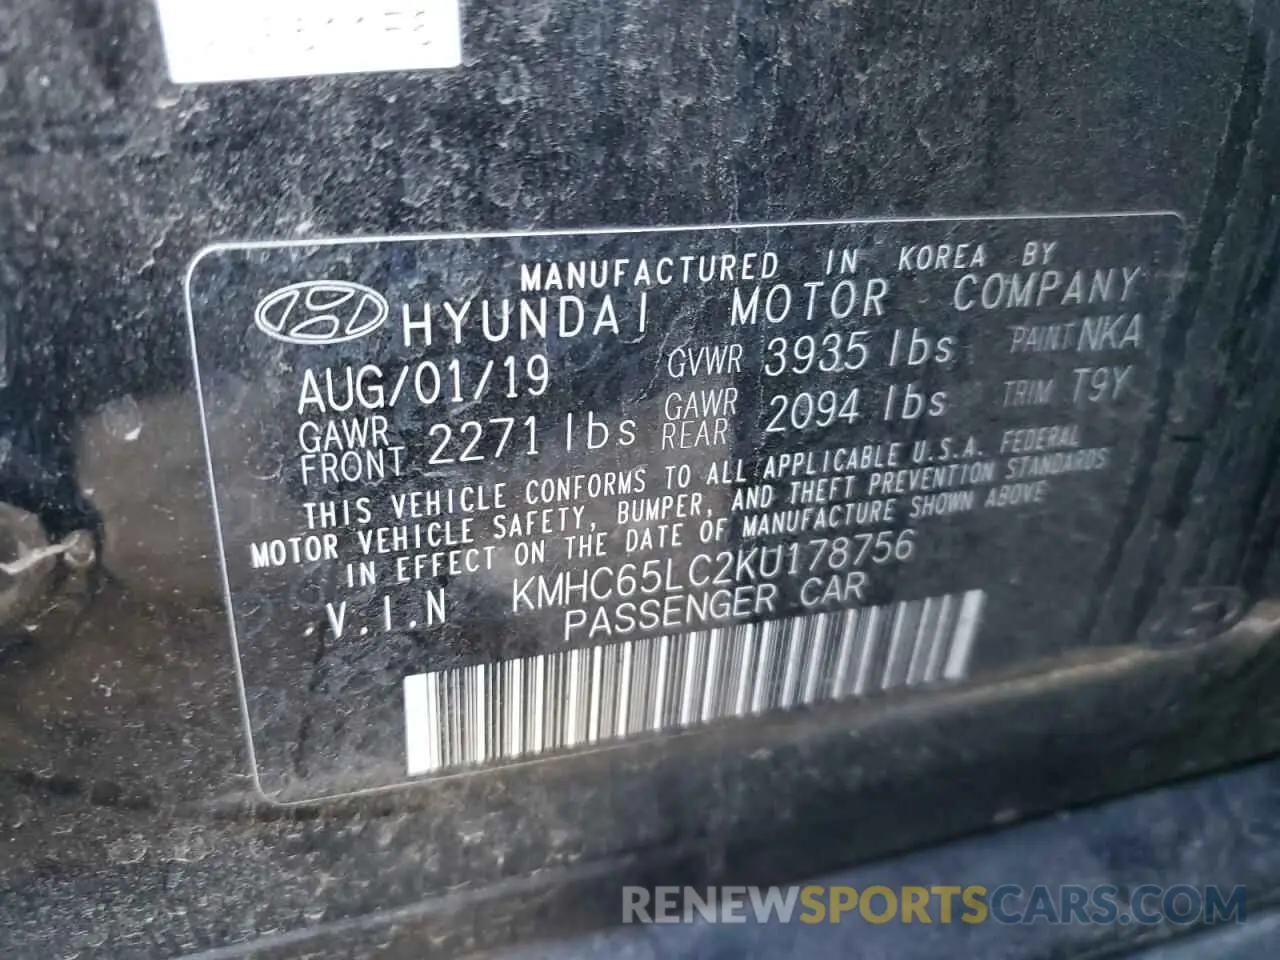 MANUFACTURED IN KOREA BY
HYUNDAI MOTOR COMPANY
AUG/01/19 GVWR 3935 lbs PAINT NKA
GAWR FRONT 2271 lbs GAWR REAR 2094 lbs TRIM T9Y
THIS VEHICLE CONFORMS TO ALL APPLICABLE U.S.A. FEDERAL
MOTOR VEHICLE SAFETY, BUMPER, AND THEFT PREVENTION STANDARDS
IN EFFECT ON THE DATE OF MANUFACTURE SHOWN ABOVE
.V.I.N KMHC65LC2KU178756
PASSENGER CAR
RENEWSPORTSCARS.COM